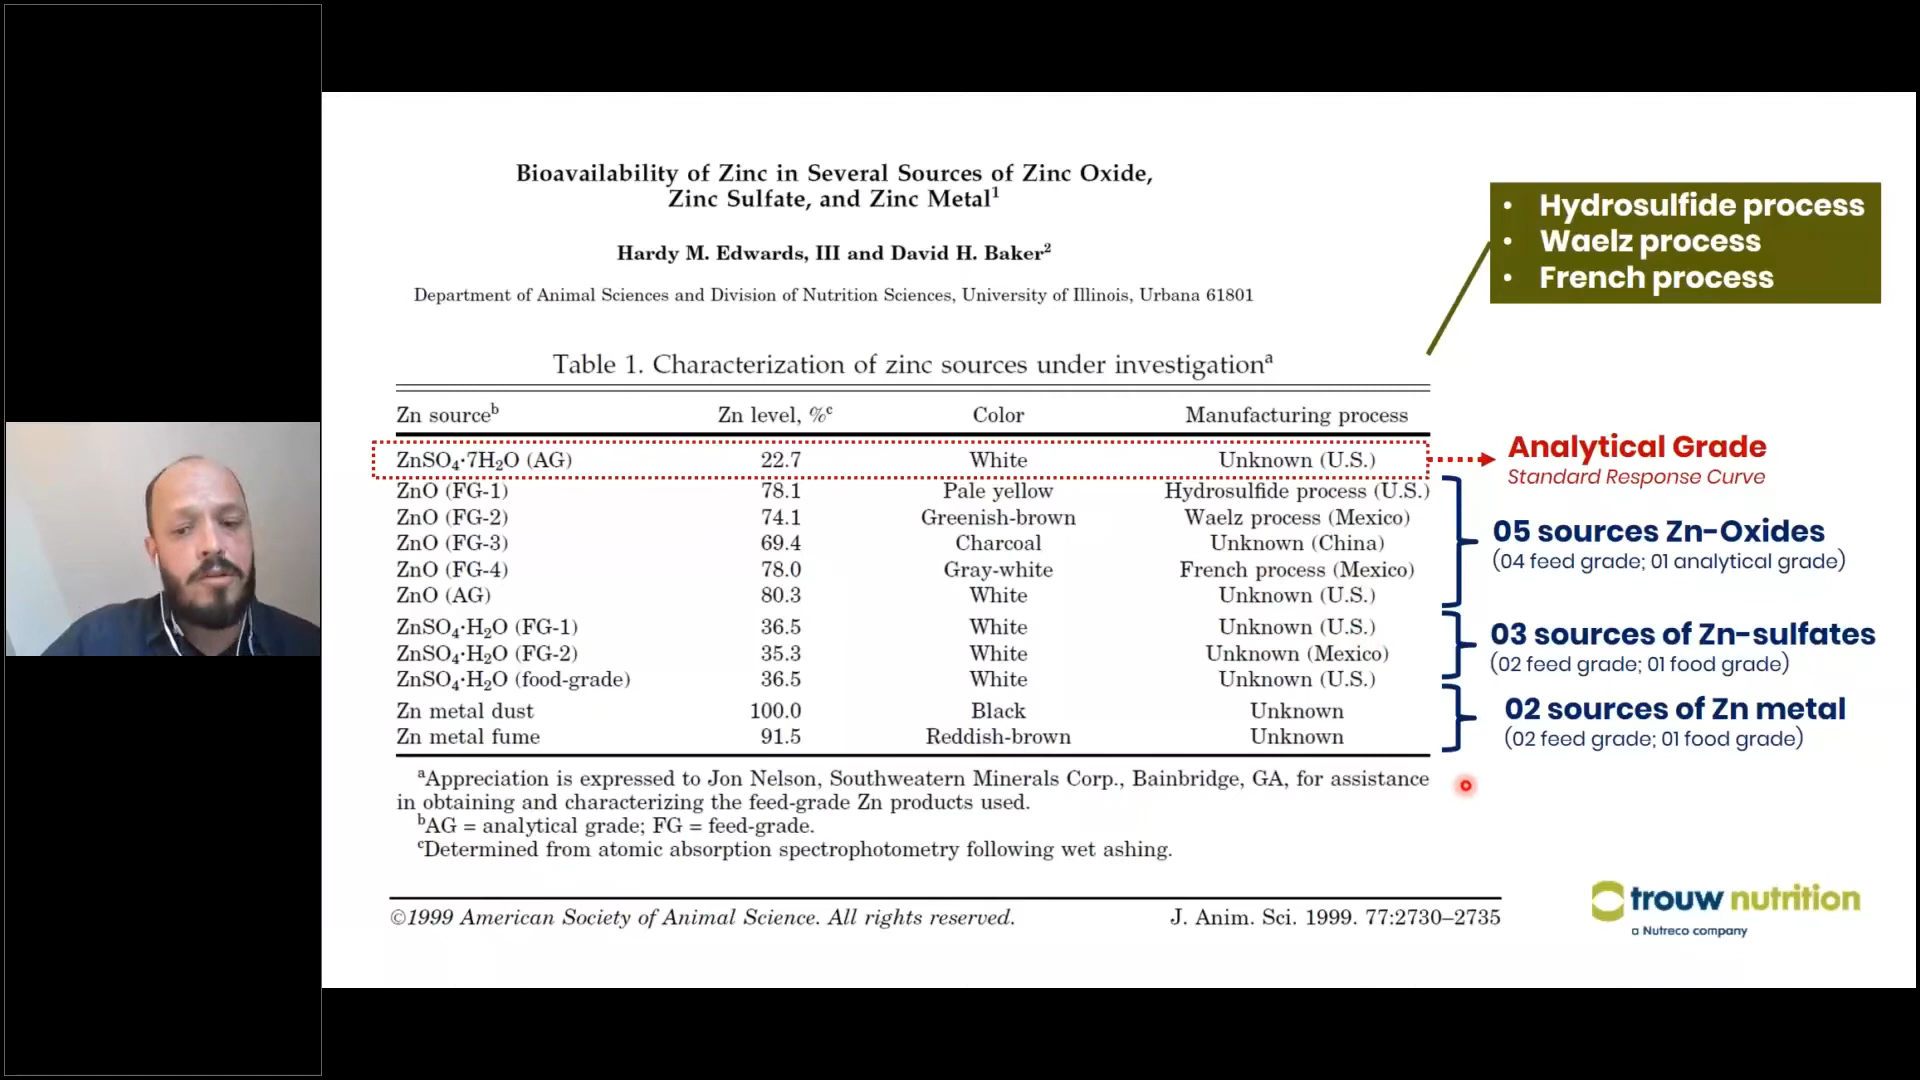 Bioavailability of Zinc in Several Sources of Zinc Oxide,
Zinc Sulfate, and Zinc Metal¹
Hardy M. Edwards, III and David H. Baker²
Department of Animal Sciences and Division of Nutrition Sciences, University of Illinois, Urbana 61801
• Hydrosulfide process
• Waelz process
• French process
Table 1. Characterization of zinc sources under investigationᵃ
Zn sourceᵇ Zn level, %ᶜ Color Manufacturing process
ZnSO₄·7H₂O (AG) 22.7 White Unknown (U.S.)
ZnO (FG-1) 78.1 Pale yellow Hydrosulfide process (U.S.)
ZnO (FG-2) 74.1 Greenish-brown Waelz process (Mexico)
ZnO (FG-3) 69.4 Charcoal Unknown (China)
ZnO (FG-4) 78.0 Gray-white French process (Mexico)
ZnO (AG) 80.3 White Unknown (U.S.)
ZnSO₄·H₂O (FG-1) 36.5 White Unknown (U.S.)
ZnSO₄·H₂O (FG-2) 35.3 White Unknown (Mexico)
ZnSO₄·H₂O (food-grade) 36.5 White Unknown (U.S.)
Zn metal dust 100.0 Black Unknown
Zn metal fume 91.5 Reddish-brown Unknown
ᵃAppreciation is expressed to Jon Nelson, Southweatern Minerals Corp., Bainbridge, GA, for assistance
in obtaining and characterizing the feed-grade Zn products used.
ᵇAG = analytical grade; FG = feed-grade.
ᶜDetermined from atomic absorption spectrophotometry following wet ashing.
Analytical Grade
Standard Response Curve
05 sources Zn-Oxides
(04 feed grade; 01 analytical grade)
03 sources of Zn-sulfates
(02 feed grade; 01 food grade)
02 sources of Zn metal
(02 feed grade; 01 food grade)
©1999 American Society of Animal Science. All rights reserved.
J. Anim. Sci. 1999. 77:2730–2735
trouw nutrition
a Nutreco company